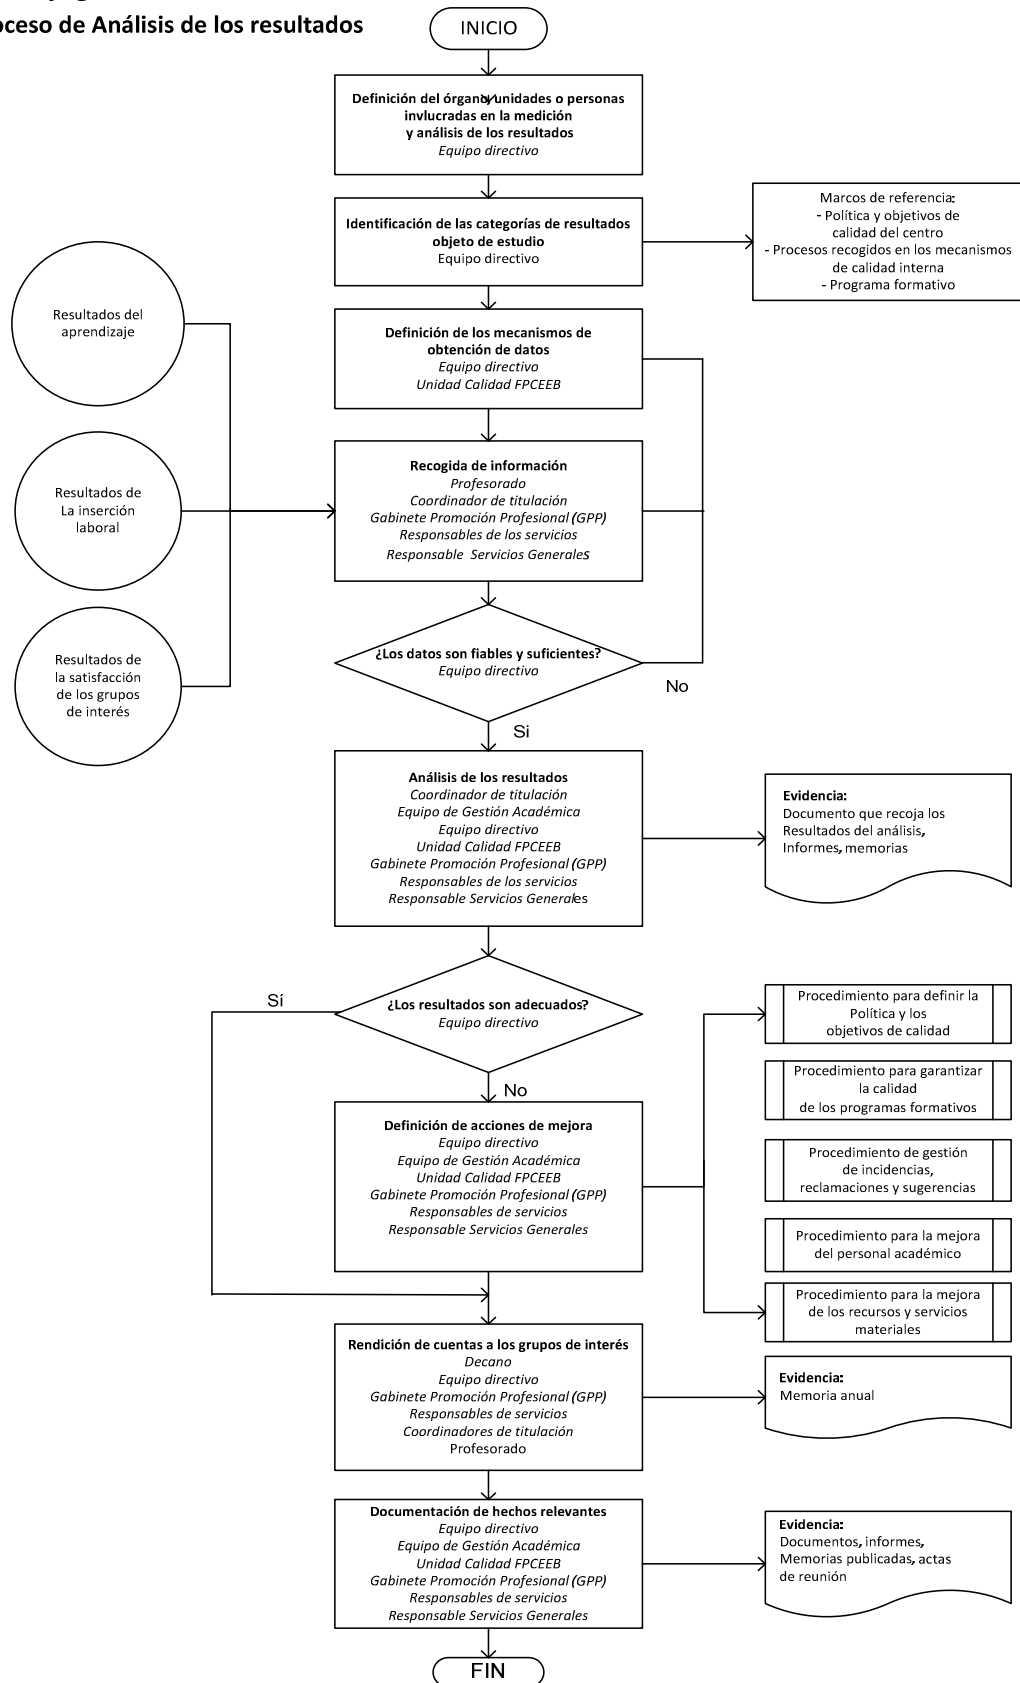 oceso de Análisis de los resultados
INICIO
Definición del órgano, unidades o personas
invlucradas en la medición
y análisis de los resultados
Equipo directivo
Identificación de las categorías de resultados
objeto de estudio
Equipo directivo
Marcos de referencia:
- Política y objetivos de
calidad del centro
- Procesos recogidos en los mecanismos
de calidad interna
- Programa formativo
Resultados del
aprendizaje
Definición de los mecanismos de
obtención de datos
Equipo directivo
Unidad Calidad FPCEEB
Resultados de
La inserción
laboral
Recogida de información
Profesorado
Coordinador de titulación
Gabinete Promoción Profesional (GPP)
Responsables de los servicios
Responsable Servicios Generales
Resultados de
la satisfacción
de los grupos
de interés
¿Los datos son fiables y suficientes?
Equipo directivo
No
Si
Análisis de los resultados
Coordinador de titulación
Equipo de Gestión Académica
Equipo directivo
Unidad Calidad FPCEEB
Gabinete Promoción Profesional (GPP)
Responsables de los servicios
Responsable Servicios Generales
Evidencia:
Documento que recoja los
Resultados del análisis,
Informes, memorias
¿Los resultados son adecuados?
Equipo directivo
Sí
No
Procedimiento para definir la
Política y los
objetivos de calidad
Procedimiento para garantizar
la calidad
de los programas formativos
Procedimiento de gestión
de incidencias,
reclamaciones y sugerencias
Procedimiento para la mejora
del personal académico
Procedimiento para la mejora
de los recursos y servicios
materiales
Definición de acciones de mejora
Equipo directivo
Equipo de Gestión Académica
Unidad Calidad FPCEEB
Gabinete Promoción Profesional (GPP)
Responsables de servicios
Responsable Servicios Generales
Rendición de cuentas a los grupos de interés
Decano
Equipo directivo
Gabinete Promoción Profesional (GPP)
Responsables de servicios
Coordinadores de titulación
Profesorado
Evidencia:
Memoria anual
Documentación de hechos relevantes
Equipo directivo
Equipo de Gestión Académica
Unidad Calidad FPCEEB
Gabinete Promoción Profesional (GPP)
Responsables de servicios
Responsable Servicios Generales
Evidencia:
Documentos, informes,
Memorias publicadas, actas
de reunión
FIN